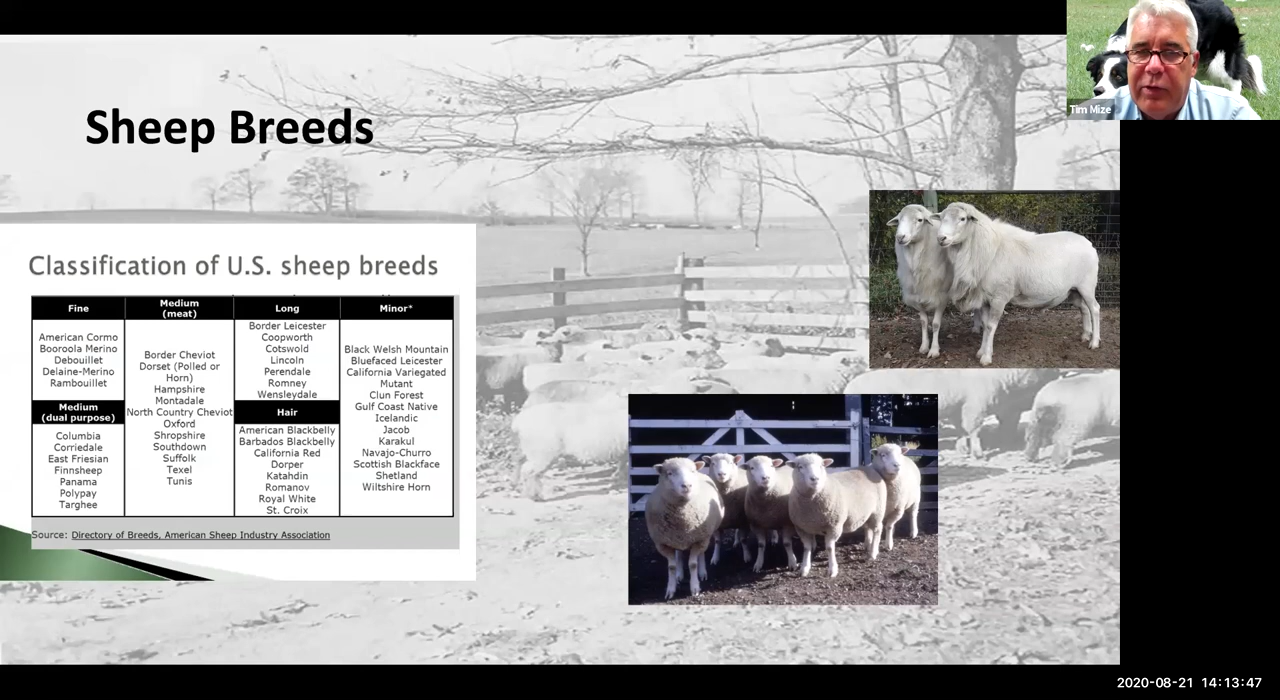 Tim Mize
Sheep Breeds
Classification of U.S. sheep breeds
Fine
American Cormo
Booroola Merino
Debouillet
Delaine-Merino
Rambouillet
Medium
(dual purpose)
Columbia
Corriedale
East Friesian
Finnsheep
Panama
Polypay
Targhee
Medium
(meat)
Border Cheviot
Dorset (Polled or
Horn)
Hampshire
Montadale
North Country Cheviot
Oxford
Shropshire
Southdown
Suffolk
Texel
Tunis
Long
Border Leicester
Coopworth
Cotswold
Lincoln
Perendale
Romney
Wensleydale
Hair
American Blackbelly
Barbados Blackbelly
California Red
Dorper
Katahdin
Romanov
Royal White
St. Croix
Minor*
Black Welsh Mountain
Bluefaced Leicester
California Variegated
Mutant
Clun Forest
Gulf Coast Native
Icelandic
Jacob
Karakul
Navajo-Churro
Scottish Blackface
Shetland
Wiltshire Horn
Source: Directory of Breeds, American Sheep Industry Association
2020-08-21 14:13:47